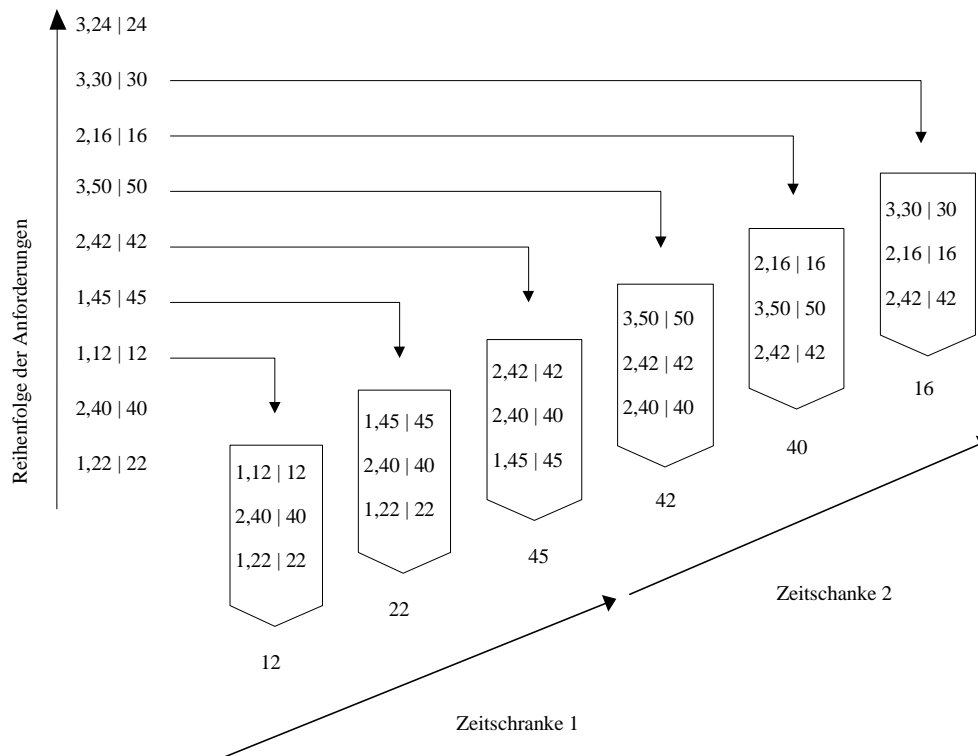 Reihenfolge der Anforderungen
3,24 | 24
3,30 | 30
2,16 | 16
3,50 | 50
2,42 | 42
1,45 | 45
1,12 | 12
2,40 | 40
1,22 | 22
1,12 | 12
2,40 | 40
1,22 | 22
12
1,45 | 45
2,40 | 40
1,22 | 22
22
2,42 | 42
2,40 | 40
1,45 | 45
45
3,50 | 50
2,42 | 42
2,40 | 40
42
2,16 | 16
3,50 | 50
2,42 | 42
40
3,30 | 30
2,16 | 16
2,42 | 42
16
Zeitschranke 1
Zeitschanke 2